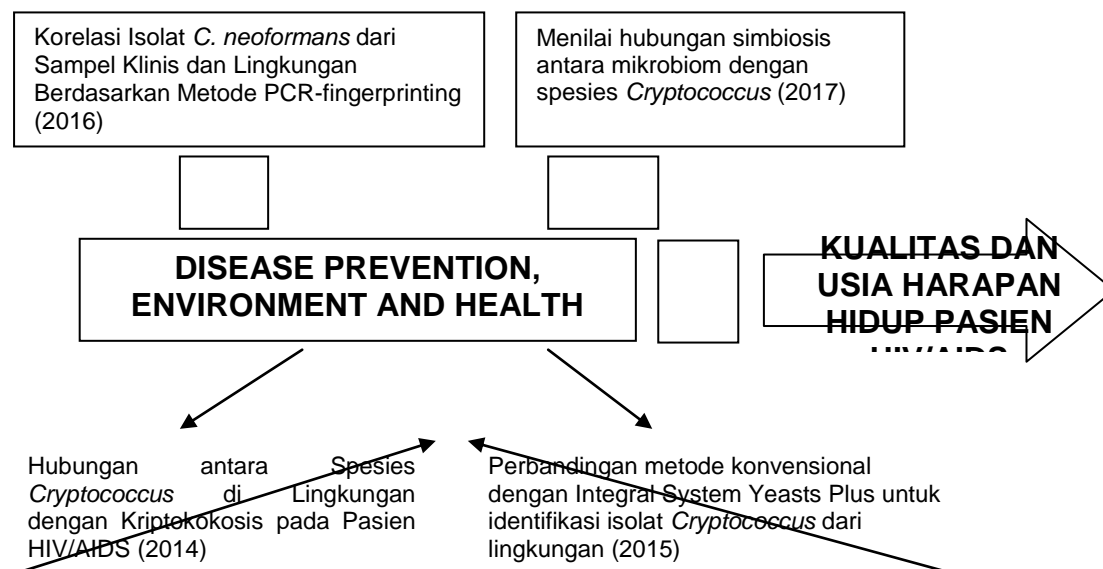 Korelasi Isolat C. neoformans dari
Sampel Klinis dan Lingkungan
Berdasarkan Metode PCR-fingerprinting
(2016)
Menilai hubungan simbiosis
antara mikrobiom dengan
spesies Cryptococcus (2017)
DISEASE PREVENTION,
ENVIRONMENT AND HEALTH
KUALITAS DAN
USIA HARAPAN
HIDUP PASIEN
HIV/AIDS
Hubungan antara Spesies
Cryptococcus di Lingkungan
dengan Kriptokokosis pada Pasien
HIV/AIDS (2014)
Perbandingan metode konvensional
dengan Integral System Yeasts Plus untuk
identifikasi isolat Cryptococcus dari
lingkungan (2015)